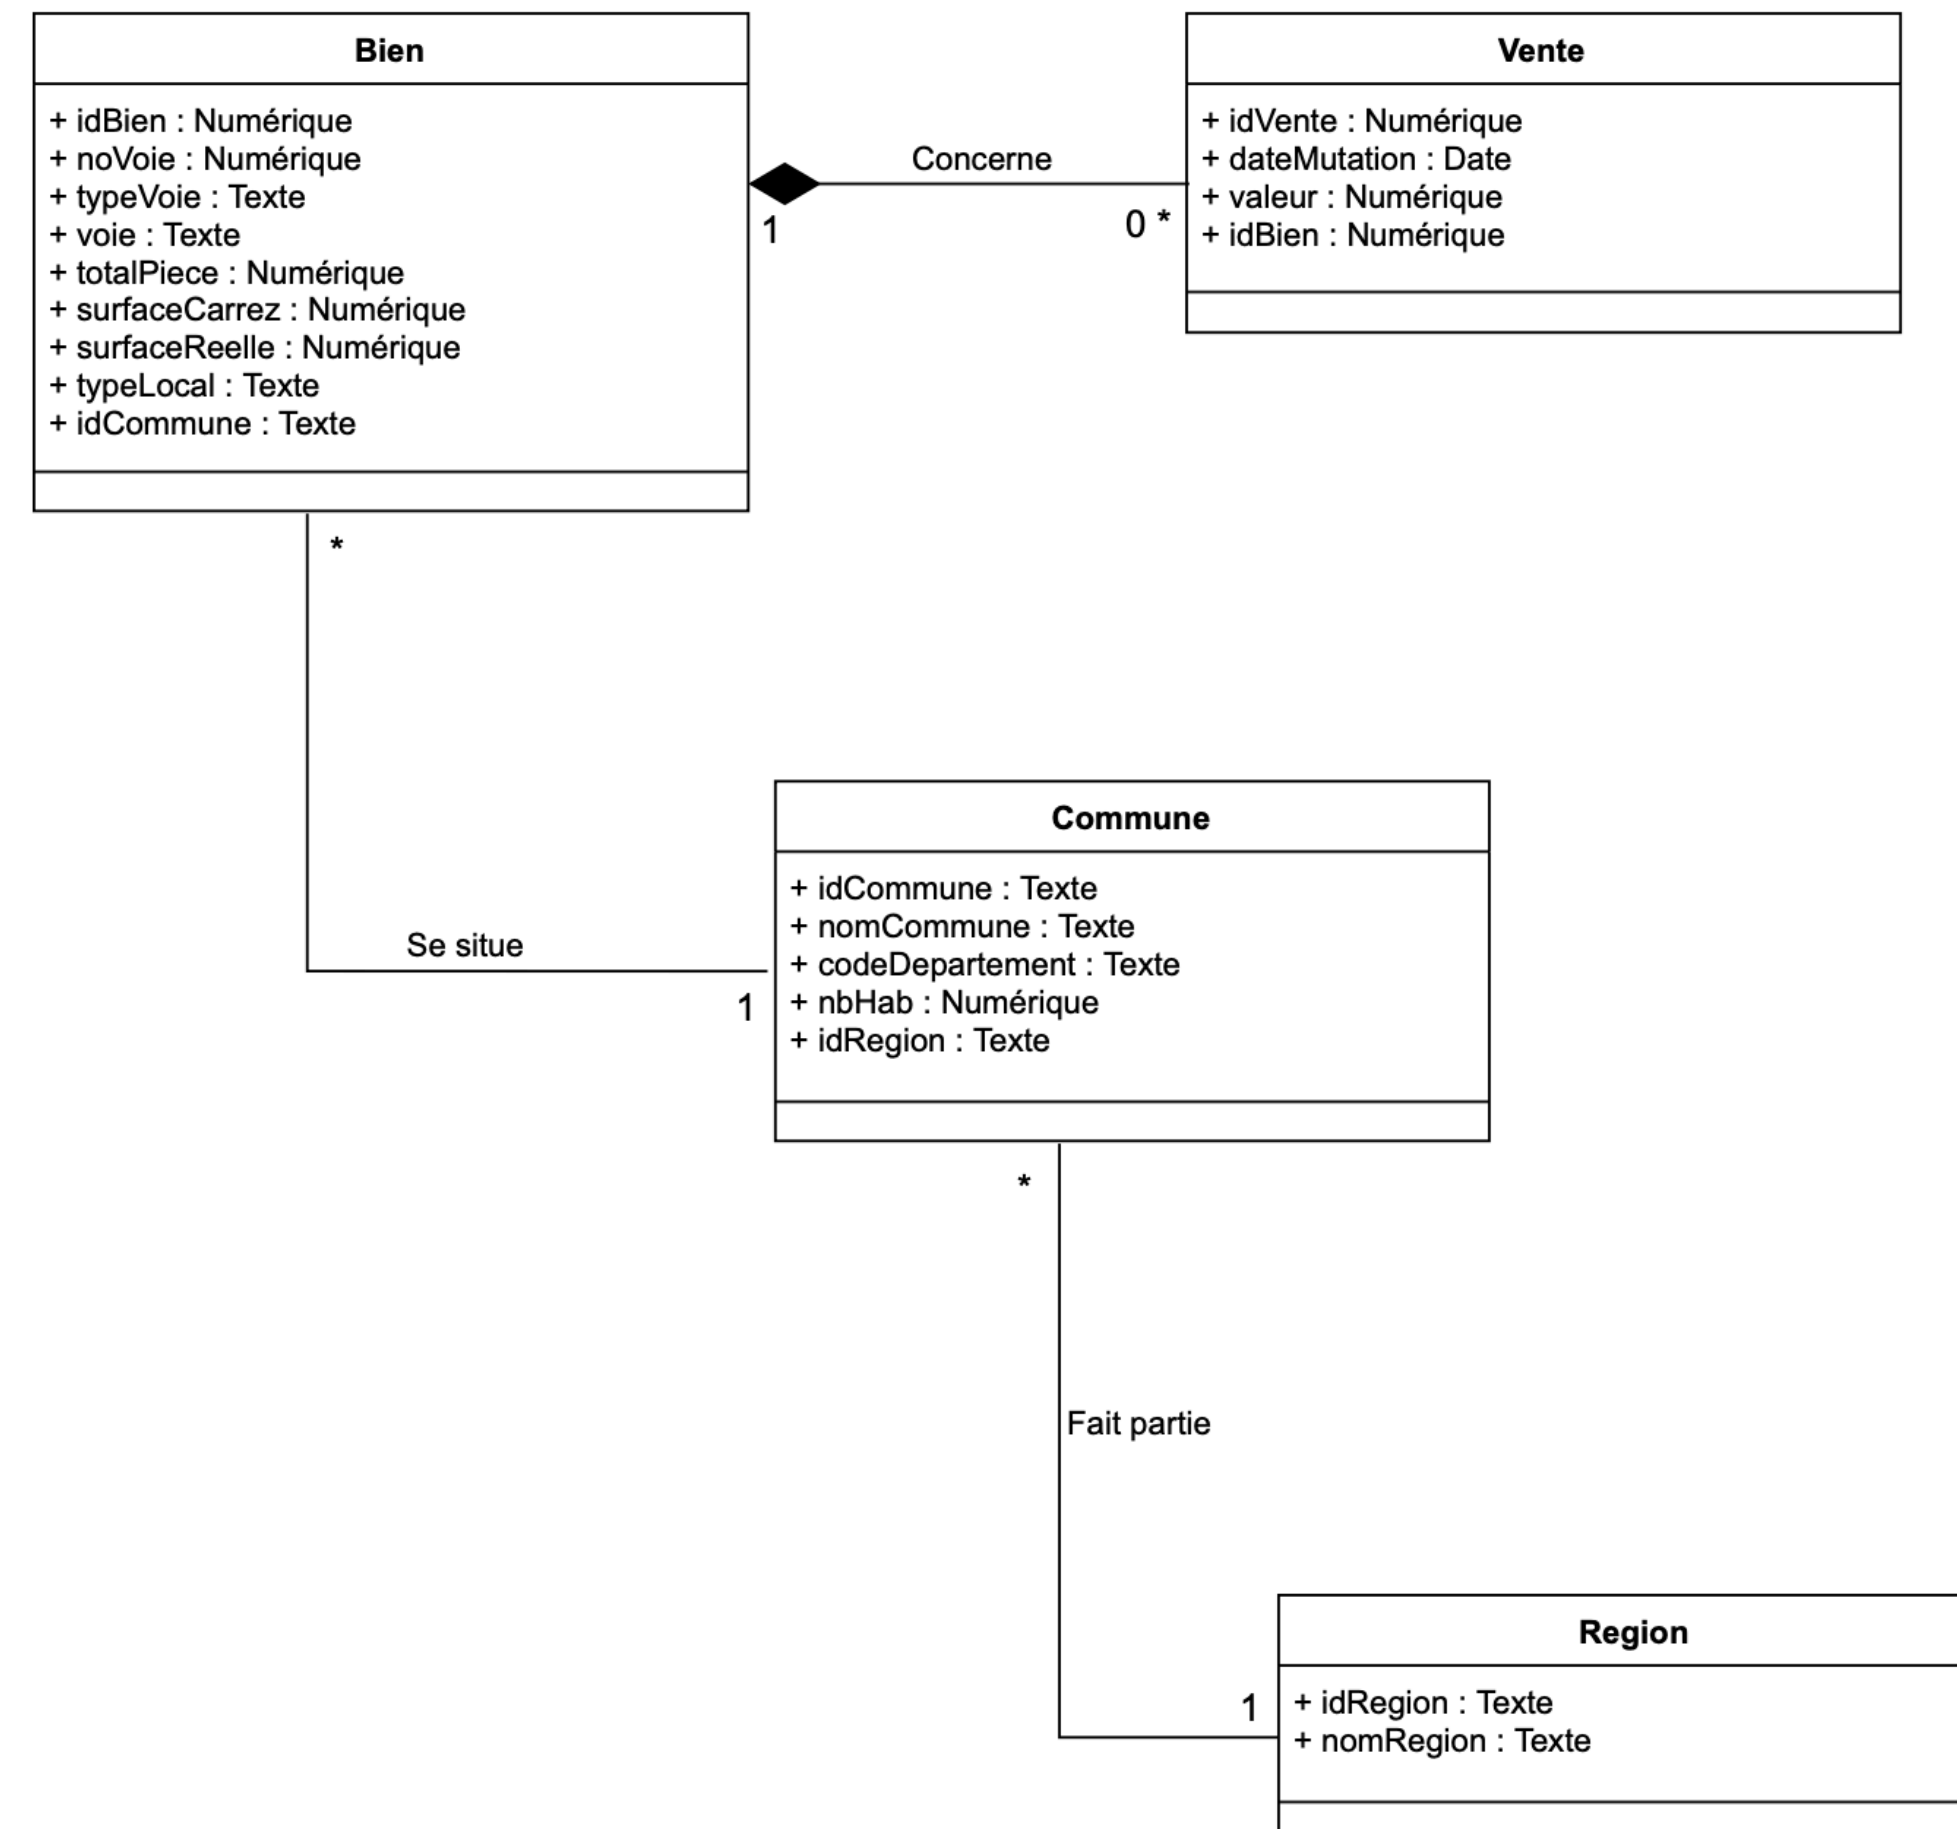 Bien
+ idBien : Numérique
+ noVoie : Numérique
+ typeVoie : Texte
+ voie : Texte
+ totalPiece : Numérique
+ surfaceCarrez : Numérique
+ surfaceReelle : Numérique
+ typeLocal : Texte
+ idCommune : Texte
Concerne
1
0 *
Vente
+ idVente : Numérique
+ dateMutation : Date
+ valeur : Numérique
+ idBien : Numérique
*
Se situe
1
Commune
+ idCommune : Texte
+ nomCommune : Texte
+ codeDepartement : Texte
+ nbHab : Numérique
+ idRegion : Texte
*
Fait partie
1
Region
+ idRegion : Texte
+ nomRegion : Texte